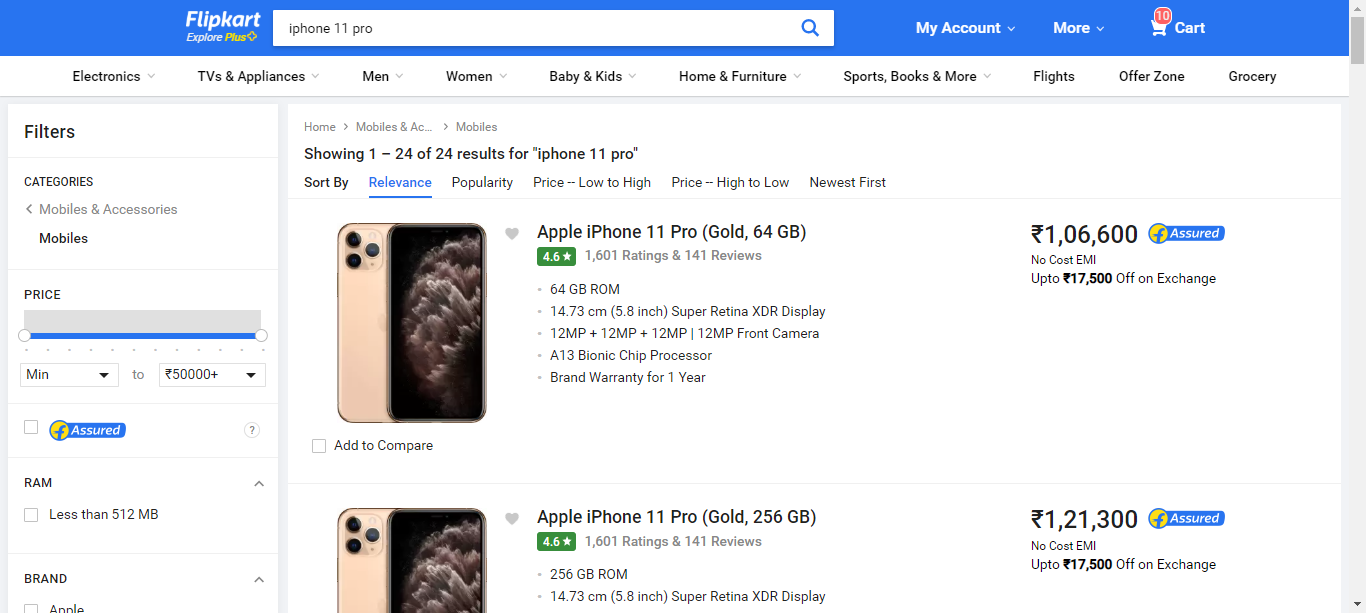 Flipkart
Explore Plus
iphone 11 pro
My Account
More
10
Cart
Electronics
TVs & Appliances
Men
Women
Baby & Kids
Home & Furniture
Sports, Books & More
Flights
Offer Zone
Grocery
Filters
CATEGORIES
Mobiles & Accessories
Mobiles
PRICE
Min
to
₹50000+
Assured
?
RAM
Less than 512 MB
BRAND
Apple
Home > Mobiles & Ac... > Mobiles
Showing 1 – 24 of 24 results for "iphone 11 pro"
Sort By Relevance Popularity Price -- Low to High Price -- High to Low Newest First
Apple iPhone 11 Pro (Gold, 64 GB)
4.6★ 1,601 Ratings & 141 Reviews
64 GB ROM
14.73 cm (5.8 inch) Super Retina XDR Display
12MP + 12MP + 12MP | 12MP Front Camera
A13 Bionic Chip Processor
Brand Warranty for 1 Year
₹1,06,600 Assured
No Cost EMI
Upto ₹17,500 Off on Exchange
Add to Compare
Apple iPhone 11 Pro (Gold, 256 GB)
4.6★ 1,601 Ratings & 141 Reviews
256 GB ROM
14.73 cm (5.8 inch) Super Retina XDR Display
₹1,21,300 Assured
No Cost EMI
Upto ₹17,500 Off on Exchange